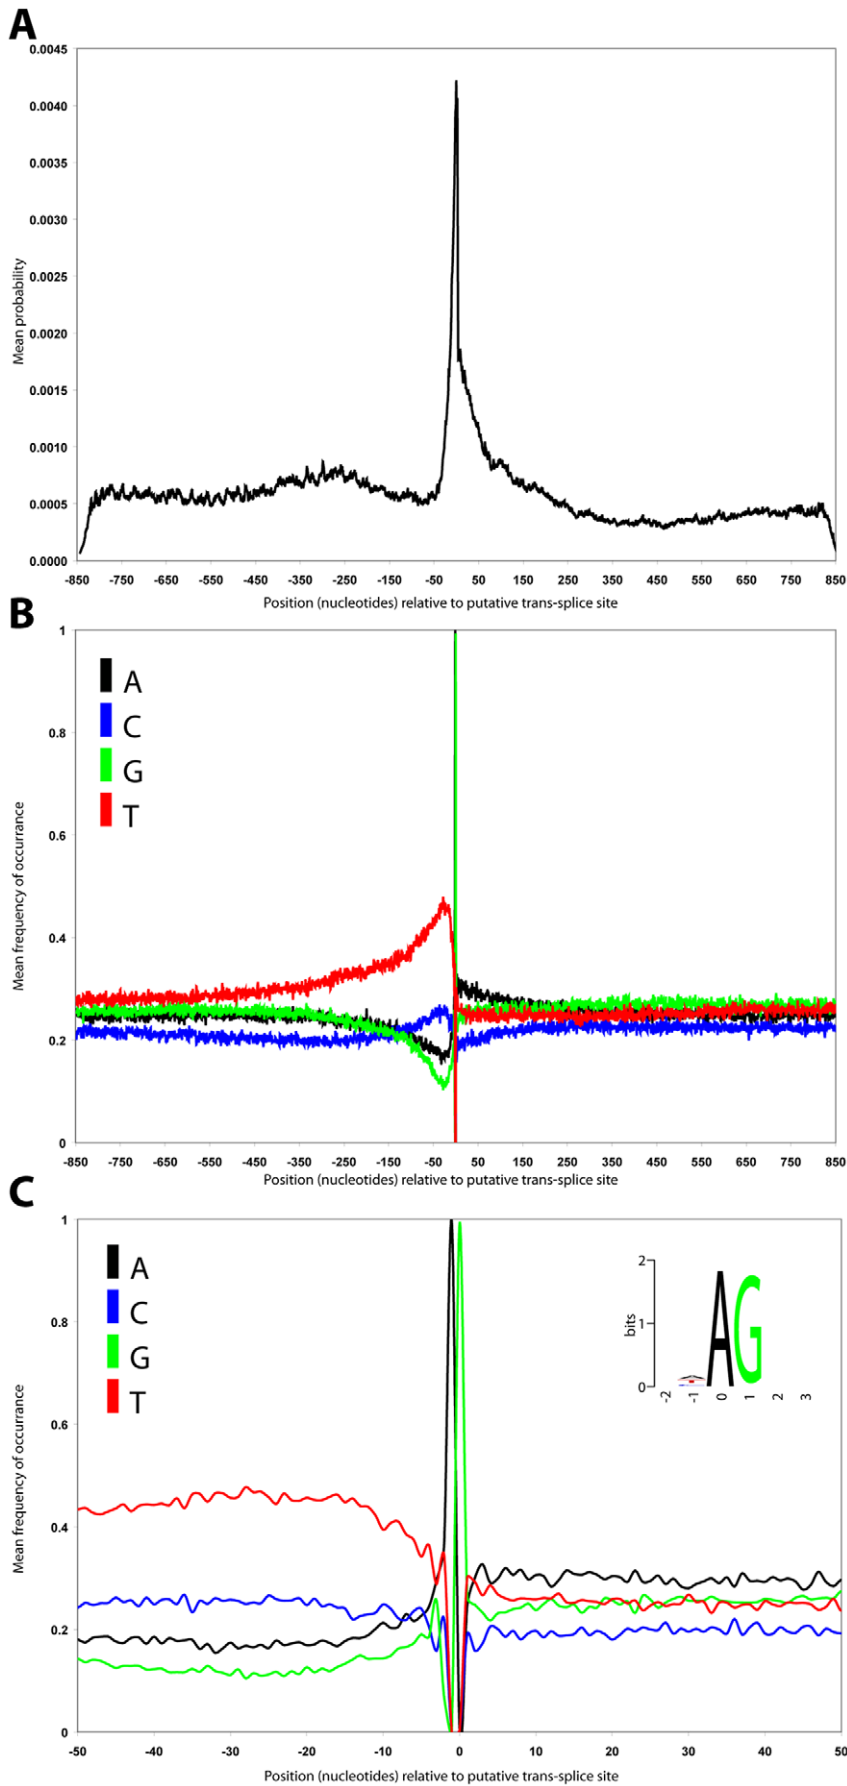 A
0.0045
0.0040
0.0035
0.0030
0.0025
0.0020
0.0015
0.0010
0.0005
0.0000
Mean probability
-850 -750 -650 -550 -450 -350 -250 -150 -50 50 150 250 350 450 550 650 750 850
Position (nucleotides) relative to putative trans-splice site
B
1
0.8
0.6
0.4
0.2
0
Mean frequency of occurrance
A
C
G
T
-850 -750 -650 -550 -450 -350 -250 -150 -50 50 150 250 350 450 550 650 750 850
Position (nucleotides) relative to putative trans-splice site
C
1
0.8
0.6
0.4
0.2
0
Mean frequency of occurrance
A
C
G
T
2
1
0
bits
AG
-2 -1 0 1 2 3
-50 -40 -30 -20 -10 0 10 20 30 40 50
Position (nucleotides) relative to putative trans-splice site